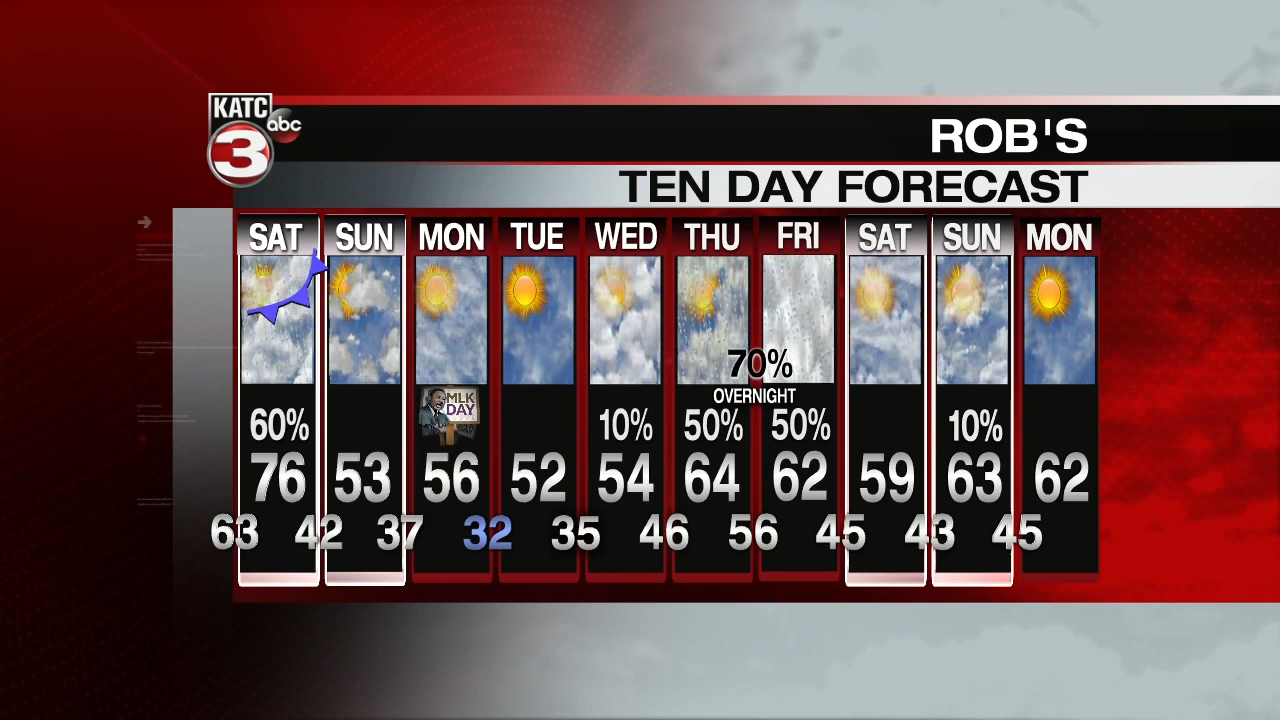 KATC
abc
3
ROB'S
TEN DAY FORECAST
SAT SUN MON TUE WED THU FRI SAT SUN MON
70%
MLK
DAY
OVERNIGHT
60% 10% 50% 50% 10%
76 53 56 52 54 64 62 59 63 62
63 42 37 32 35 46 56 45 43 45